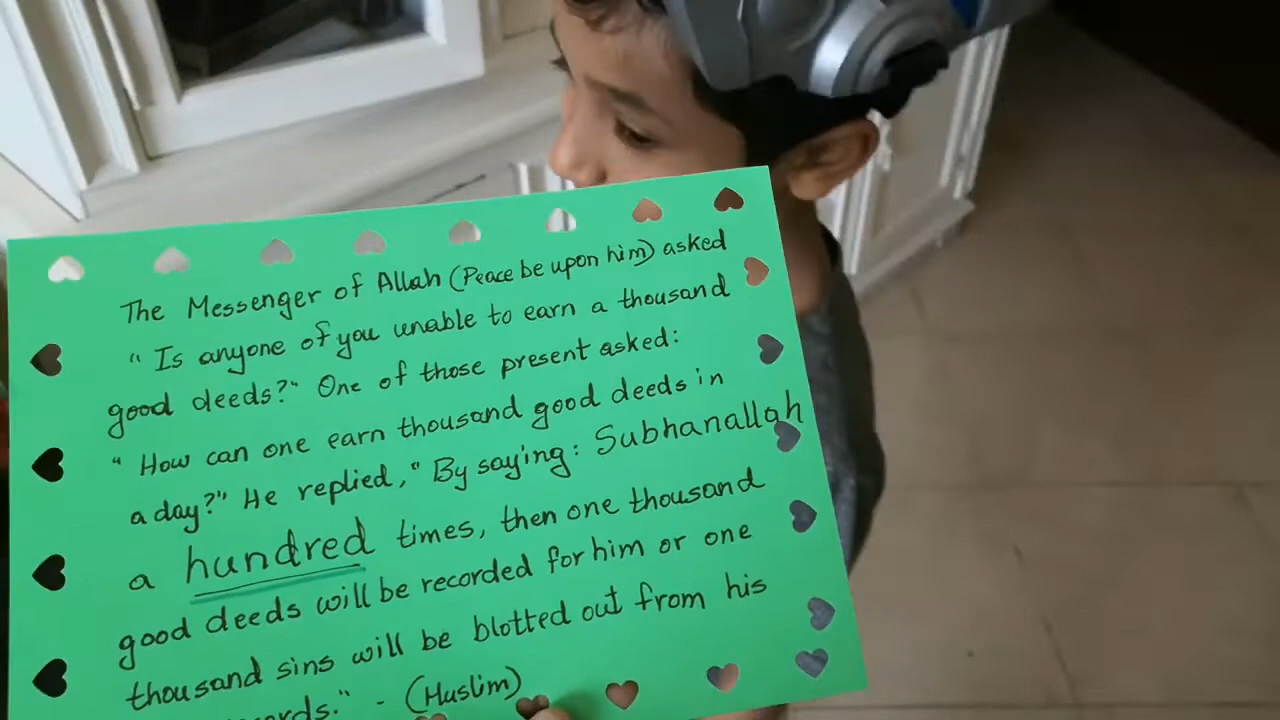 The Messenger of Allah (Peace be upon him) asked
"Is anyone of you unable to earn a thousand
good deeds?" One of those present asked:
"How can one earn thousand good deeds in
a day?" He replied, "By saying: Subhanallah
a hundred times, then one thousand
good deeds will be recorded for him or one
thousand sins will be blotted out from his
" - (Muslim)